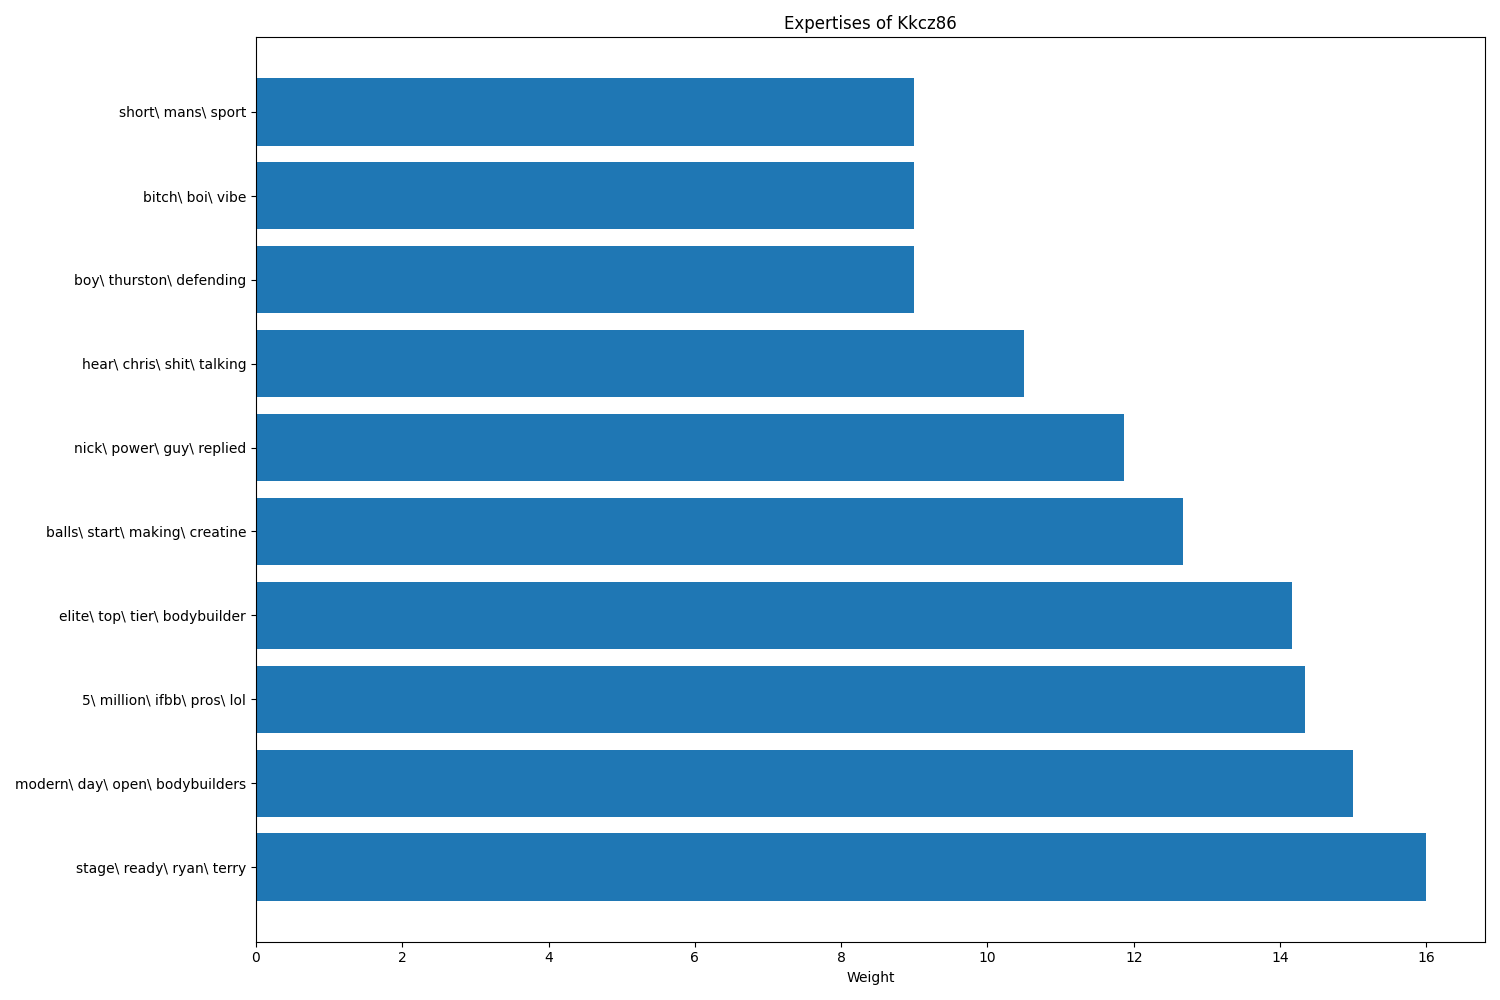 Expertises of Kkcz86
short\ mans\ sport
bitch\ boi\ vibe
boy\ thurston\ defending
hear\ chris\ shit\ talking
nick\ power\ guy\ replied
balls\ start\ making\ creatine
elite\ top\ tier\ bodybuilder
5\ million\ ifbb\ pros\ lol
modern\ day\ open\ bodybuilders
stage\ ready\ ryan\ terry
0 2 4 6 8 10 12 14 16
Weight